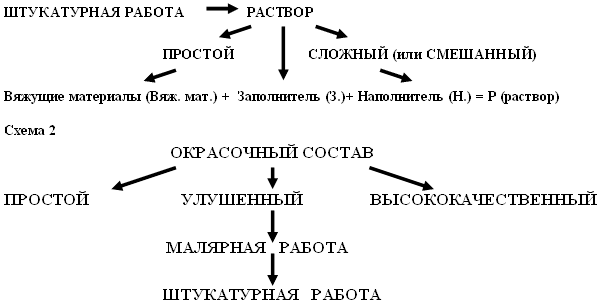 ШТУКАТУРНАЯ РАБОТА РАСТВОР
ПРОСТОЙ СЛОЖНЫЙ (или СМЕШАННЫЙ)
Вяжущие материалы (Вяж. мат.) + Заполнитель (З.)+ Наполнитель (Н.) = Р (раствор)
Схема 2
ОКРАСОЧНЫЙ СОСТАВ
ПРОСТОЙ УЛУШЕННЫЙ ВЫСОКОКАЧЕСТВЕННЫЙ
МАЛЯРНАЯ РАБОТА
ШТУКАТУРНАЯ РАБОТА